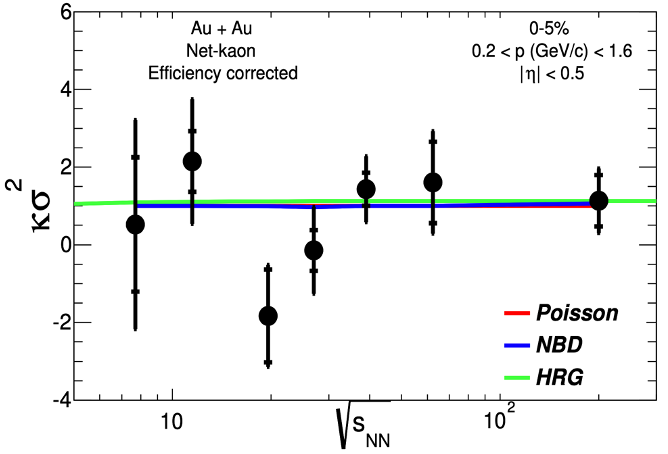 Au + Au
Net-kaon
Efficiency corrected
0-5%
0.2 < p (GeV/c) < 1.6
|η| < 0.5
κσ²
6
4
2
0
-2
-4
Poisson
NBD
HRG
10
10²
√s_NN